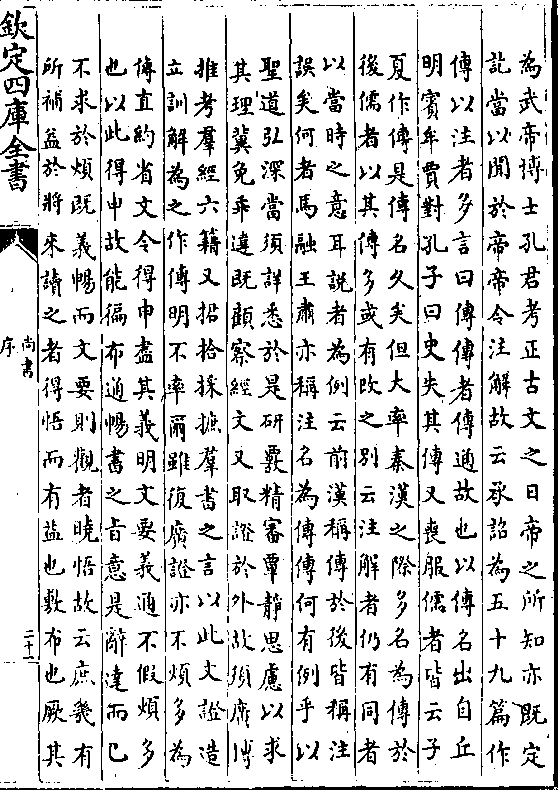 為武帝博士孔君考正古文之日帝之所知亦既定
訖當以聞於帝帝令注解故云承詔為五十九篇作
傳以注者多言曰傳傳者傳通故也以傳名出自丘
明賓牟賈對孔子曰史失其傳又喪服儒者皆云子
夏作傳是傳名久矣但大率秦漢之際多名為傳於
後儒者以其傳多或有改之別云注解者仍有同者
以當時之意耳說者為例云前漢稱傳於後皆稱注
誤矣何者馬融王肅亦稱注名為傳傳何有例乎以
聖道弘深當須詳悉於是研覈精審覃靜思慮以求
其理冀免乖違既顧察經文又取證於外故須廣博
推考羣經六籍又招拾採摭羣書之言以此文證造
立訓解為之作傳明不率爾雖復廣證亦不煩多為
傳直約省文令得申盡其義明文要義通不假煩多
也以此得申故能徧布通暢書之旨意是辭達而已
不求於煩既義暢而文要則觀者曉悟故云庶幾有
所補益於將來讀之者得悟而有益也敷布也厥其
欽定四庫全書
尚書
序
二十一